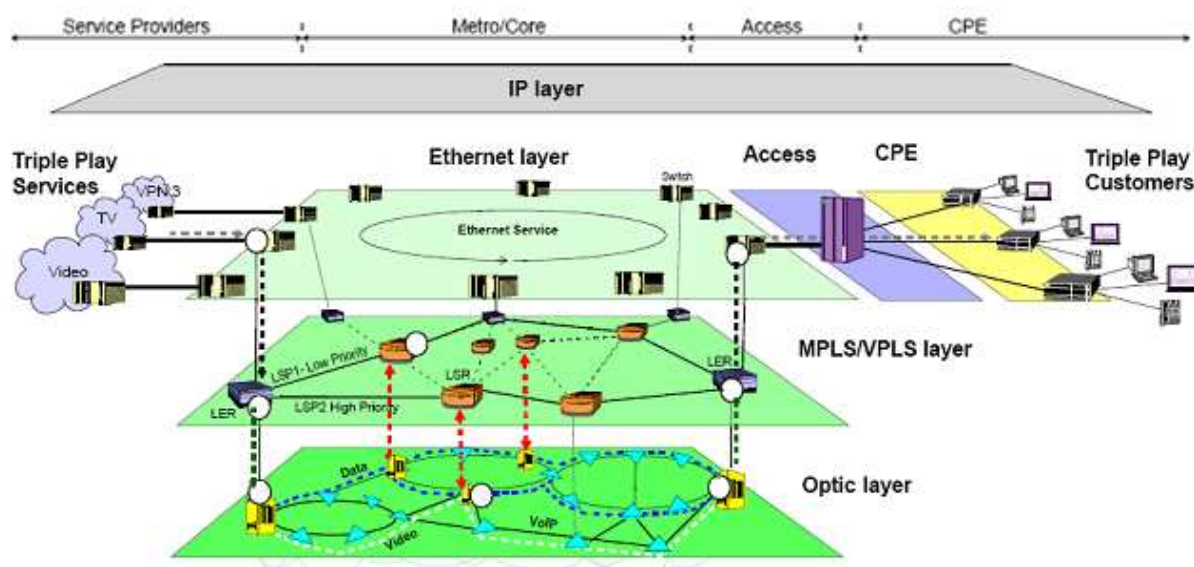 Service Providers
Metro/Core
Access
CPE
IP layer
Triple Play
Services
Ethernet layer
Access
CPE
Triple Play
Customers
VPN 3
Switch
TV
Ethernet Service
Video
MPLS/VPLS layer
LSP1- Low Priority
LSR
LER
LER
LSP2 High Priority
Optic layer
Data
VoIP
Video